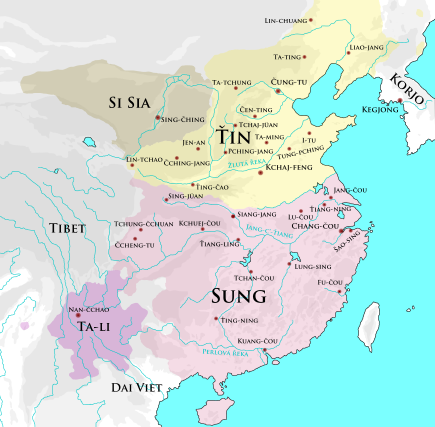 Lin-chuang
Liao-jang
Ta-ting
Ta-tchung
Čung-tu
Korjo
Si Sia
Kegjong
Sing-čching
Čen-ting
Tchaj-jüan
Ťin
Ta-ming
I-tu
Jen-an
Pching-jang
Tung-pching
Lin-tchao
Čching-jang
Žlutá řeka
Kchaj-feng
Ting-čao
Sing-jüan
Jang-čou
Ťiang-ning
Siang-jang
Lu-čou
Tchung-čchuan
Kchuej-čou
Chang-čou
Tibet
Jang-c'-ťiang
Sao-sing
Čcheng-tu
Ťiang-ling
Lung-sing
Tchan-čou
Fu-čou
Sung
Nan-čchao
Ta-li
Ťing-ning
Kuang-čou
Perlová řeka
Dai Viet